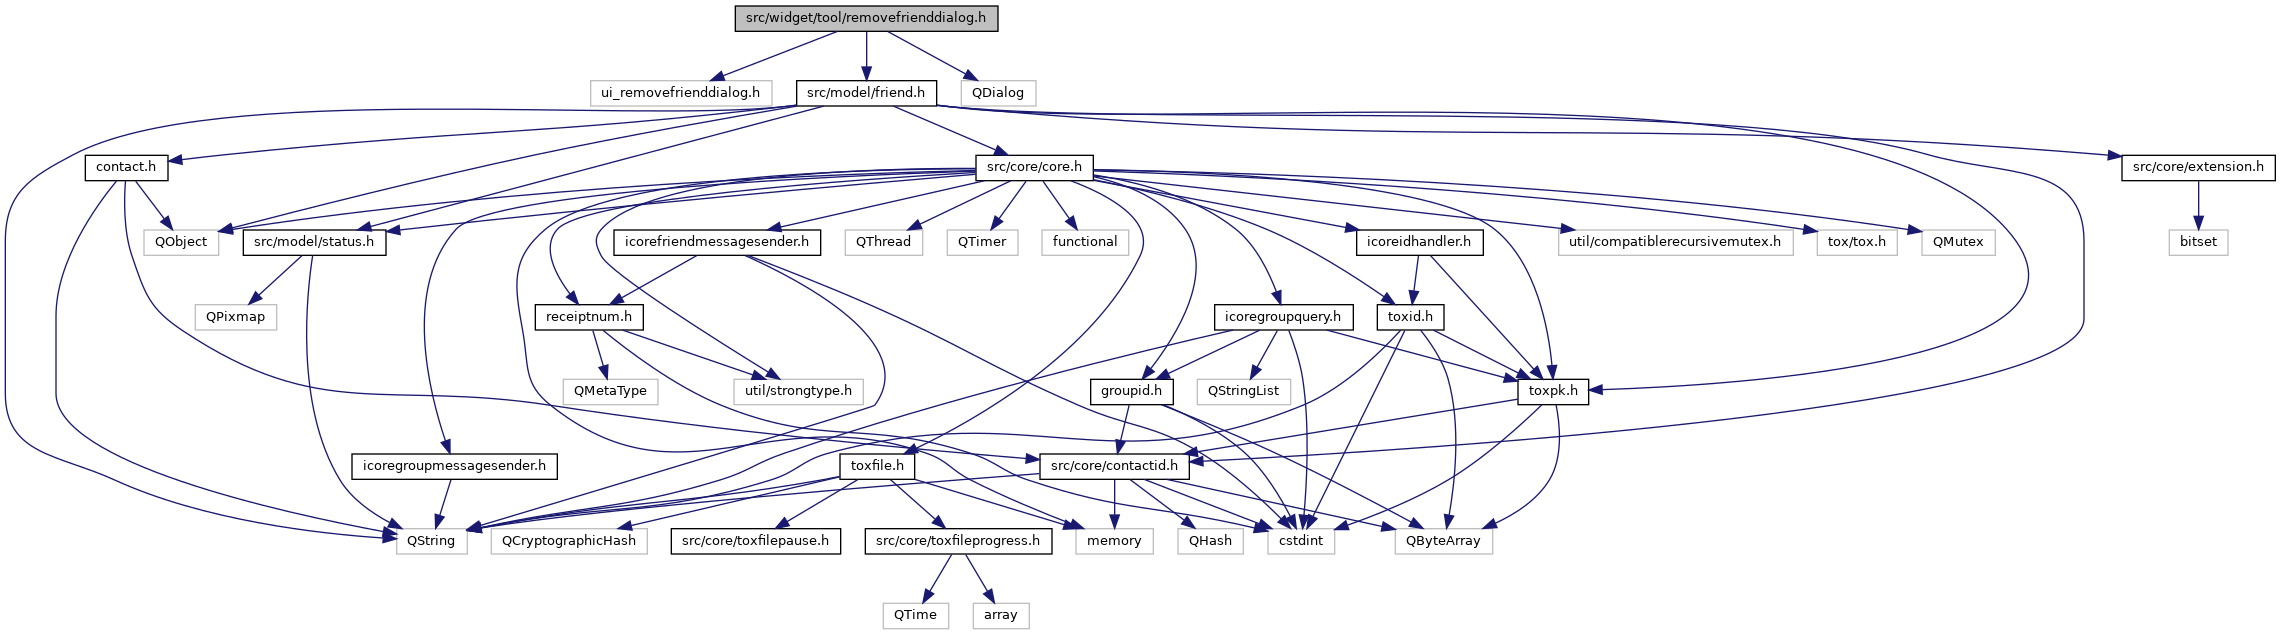 src/widget/tool/removefrienddialog.h
ui_removefrienddialog.h
src/model/friend.h
QDialog
contact.h
src/core/core.h
src/core/extension.h
QObject
src/model/status.h
icorefriendmessagesender.h
QThread
QTimer
functional
icoreidhandler.h
util/compatiblerecursivemutex.h
tox/tox.h
QMutex
bitset
QPixmap
receiptnum.h
icoregroupquery.h
toxid.h
QMetaType
util/strongtype.h
groupid.h
QStringList
toxpk.h
icoregroupmessagesender.h
toxfile.h
src/core/contactid.h
QString
QCryptographicHash
src/core/toxfilepause.h
src/core/toxfileprogress.h
memory
QHash
cstdint
QByteArray
QTime
array